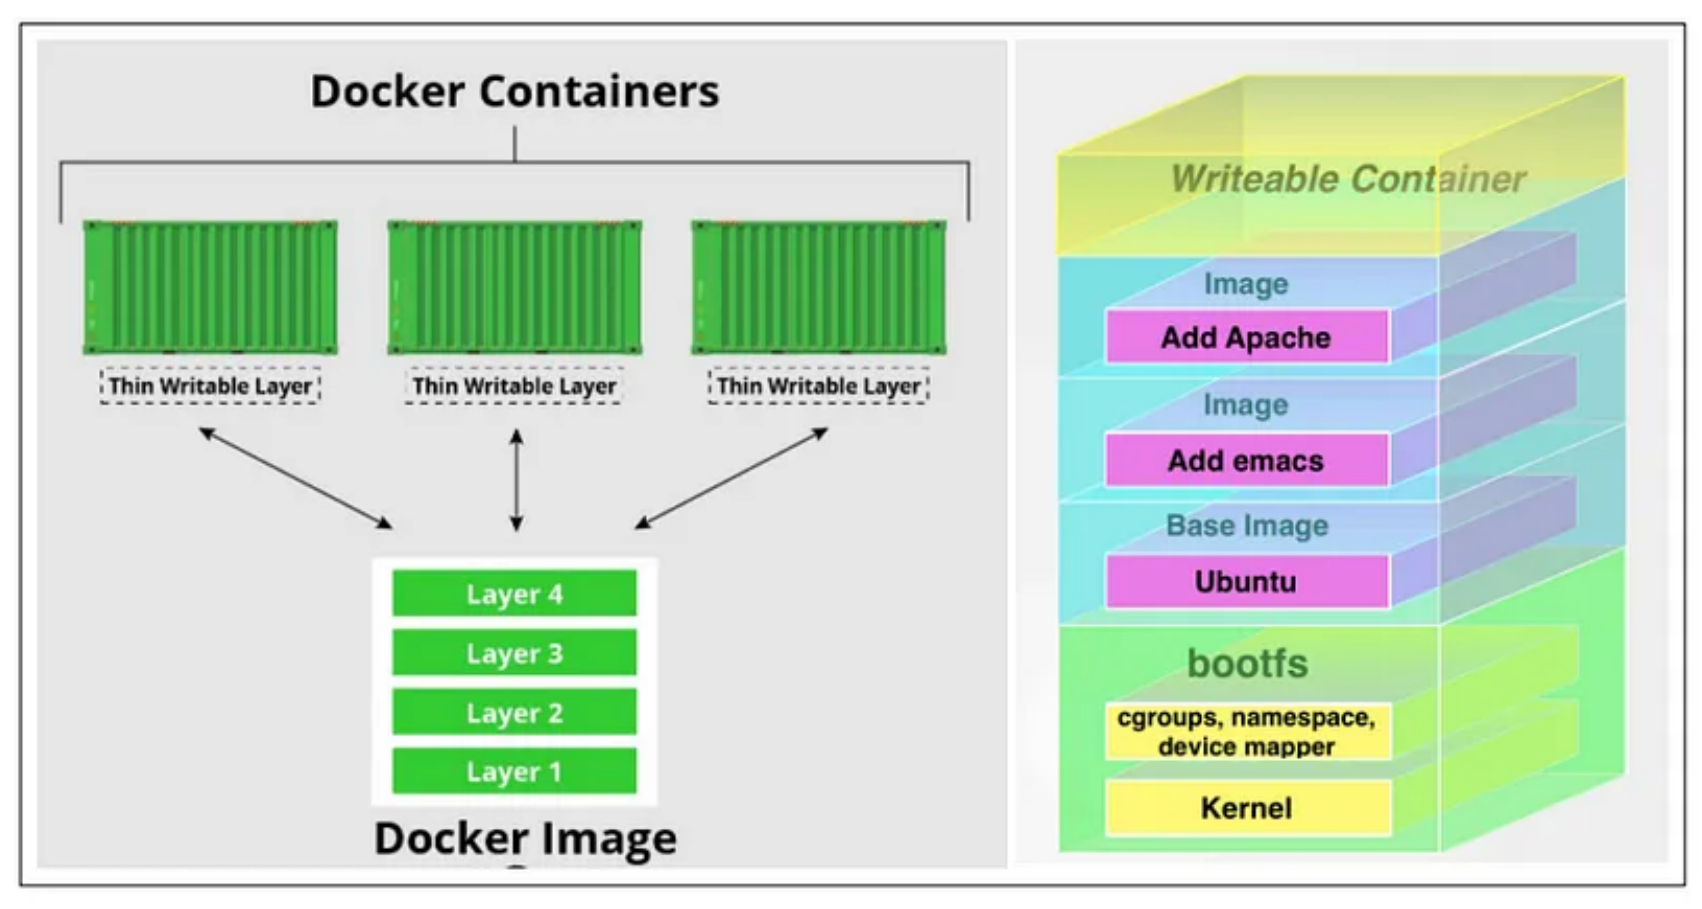 Docker Containers
Thin Writable Layer
Thin Writable Layer
Thin Writable Layer
Layer 4
Layer 3
Layer 2
Layer 1
Docker Image
Writeable Container
Image
Add Apache
Image
Add emacs
Base Image
Ubuntu
bootfs
cgroups, namespace,
device mapper
Kernel